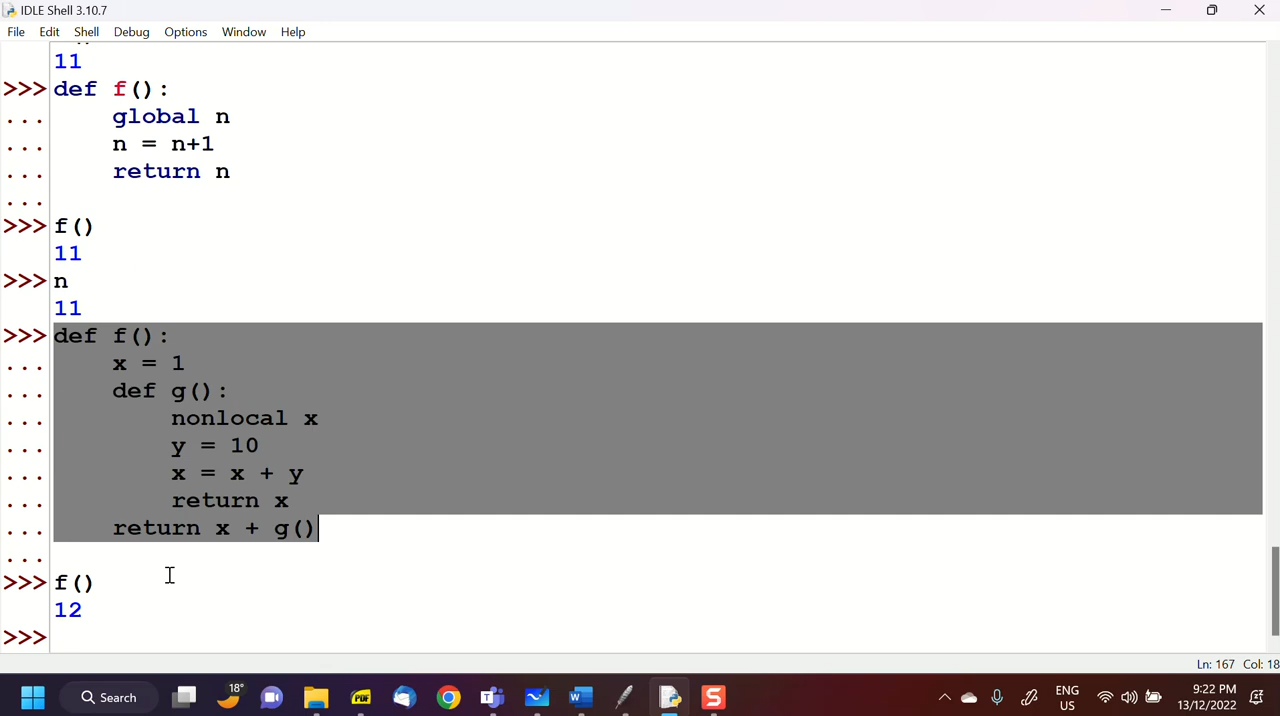 IDLE Shell 3.10.7
File Edit Shell Debug Options Window Help
11
>>> def f():
... global n
... n = n+1
... return n
...
>>> f()
11
>>> n
11
>>> def f():
... x = 1
... def g():
... nonlocal x
... y = 10
... x = x + y
... return x
... return x + g()
...
>>> f()
12
>>>
Ln: 167 Col: 18
Search
PDF
18°
ENG
US
9:22 PM
13/12/2022